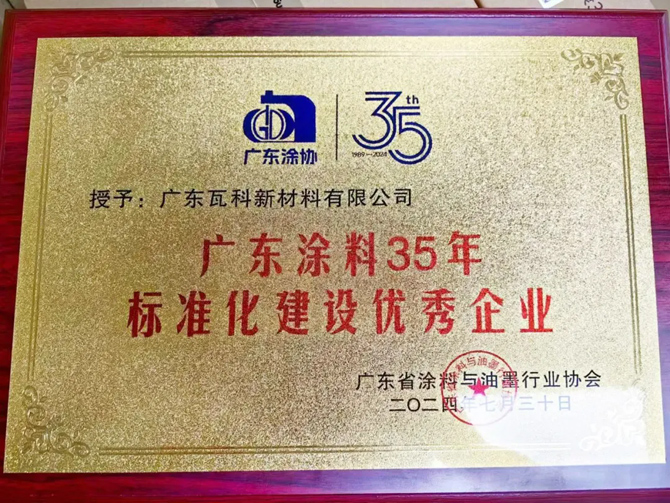 35th
1989—2024
广东涂协
授予：广东瓦科新材料有限公司
广东涂料35年
标准化建设优秀企业
广东省涂料与油墨行业协会
二〇二四年七月三十日